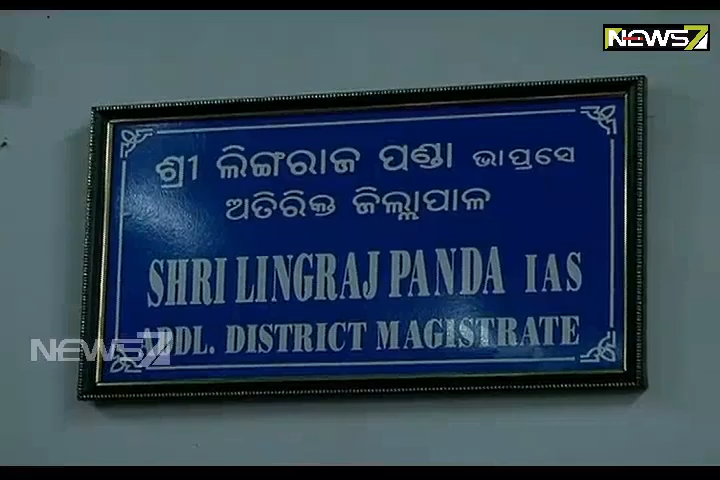 NEWS7
ଶ୍ରୀ ଲିଙ୍ଗରାଜ ପଣ୍ଡା ଭାପ୍ରସେ
ଅତିରିକ୍ତ ଜିଲ୍ଲାପାଳ
SHRI LINGRAJ PANDA IAS
ADDL. DISTRICT MAGISTRATE
NEWS7